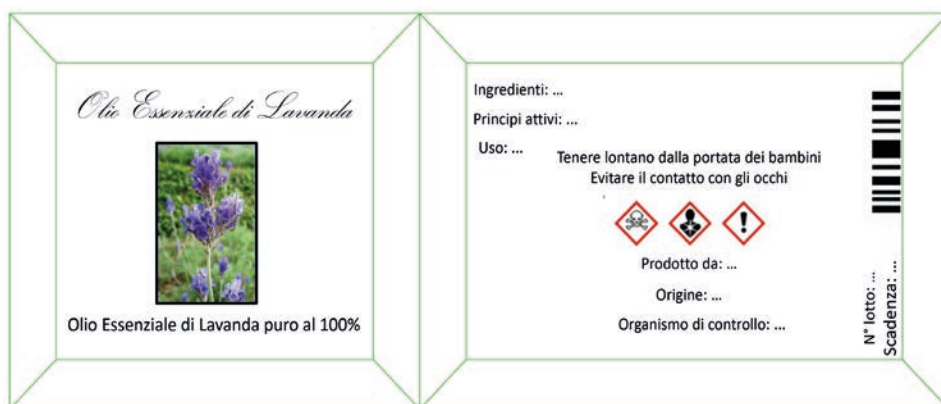 Olio Essenziale di Lavanda
Olio Essenziale di Lavanda puro al 100%
Ingredienti: ...
Principi attivi: ...
Uso: ...
Tenere lontano dalla portata dei bambini
Evitare il contatto con gli occhi
Prodotto da: ...
Origine: ...
Organismo di controllo: ...
N° lotto: ...
Scadenza: ...